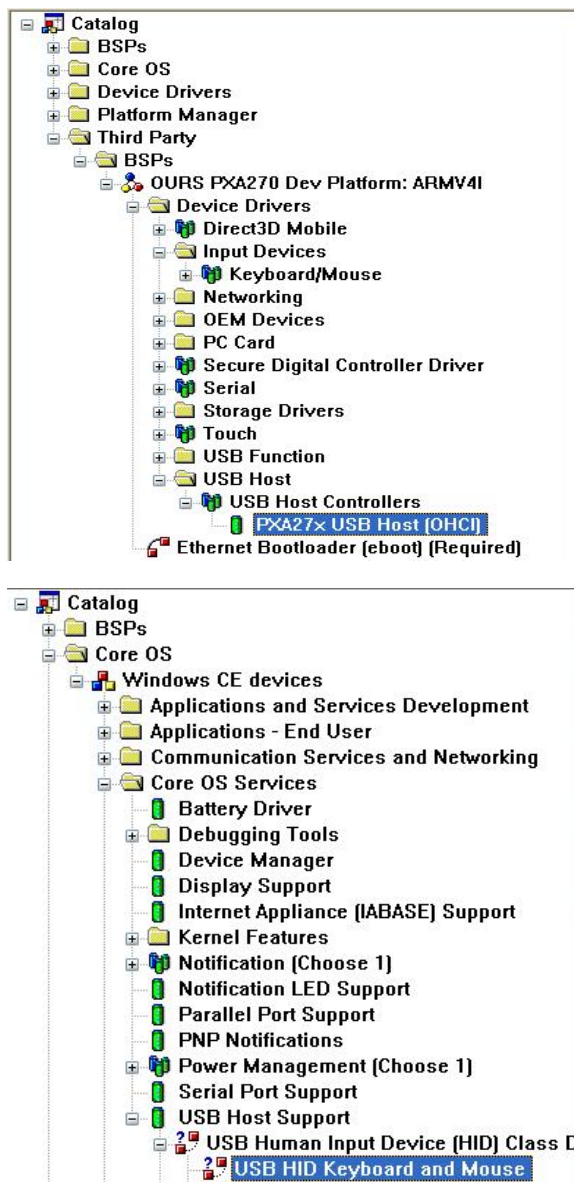 Catalog
BSPs
Core OS
Device Drivers
Platform Manager
Third Party
BSPs
OURS PXA270 Dev Platform: ARMV4I
Device Drivers
Direct3D Mobile
Input Devices
Keyboard/Mouse
Networking
OEM Devices
PC Card
Secure Digital Controller Driver
Serial
Storage Drivers
Touch
USB Function
USB Host
USB Host Controllers
PXA27x USB Host (OHCI)
Ethernet Bootloader (eboot) (Required)
Catalog
BSPs
Core OS
Windows CE devices
Applications and Services Development
Applications - End User
Communication Services and Networking
Core OS Services
Battery Driver
Debugging Tools
Device Manager
Display Support
Internet Appliance (IABASE) Support
Kernel Features
Notification (Choose 1)
Notification LED Support
Parallel Port Support
PNP Notifications
Power Management (Choose 1)
Serial Port Support
USB Host Support
USB Human Input Device (HID) Class D
USB HID Keyboard and Mouse